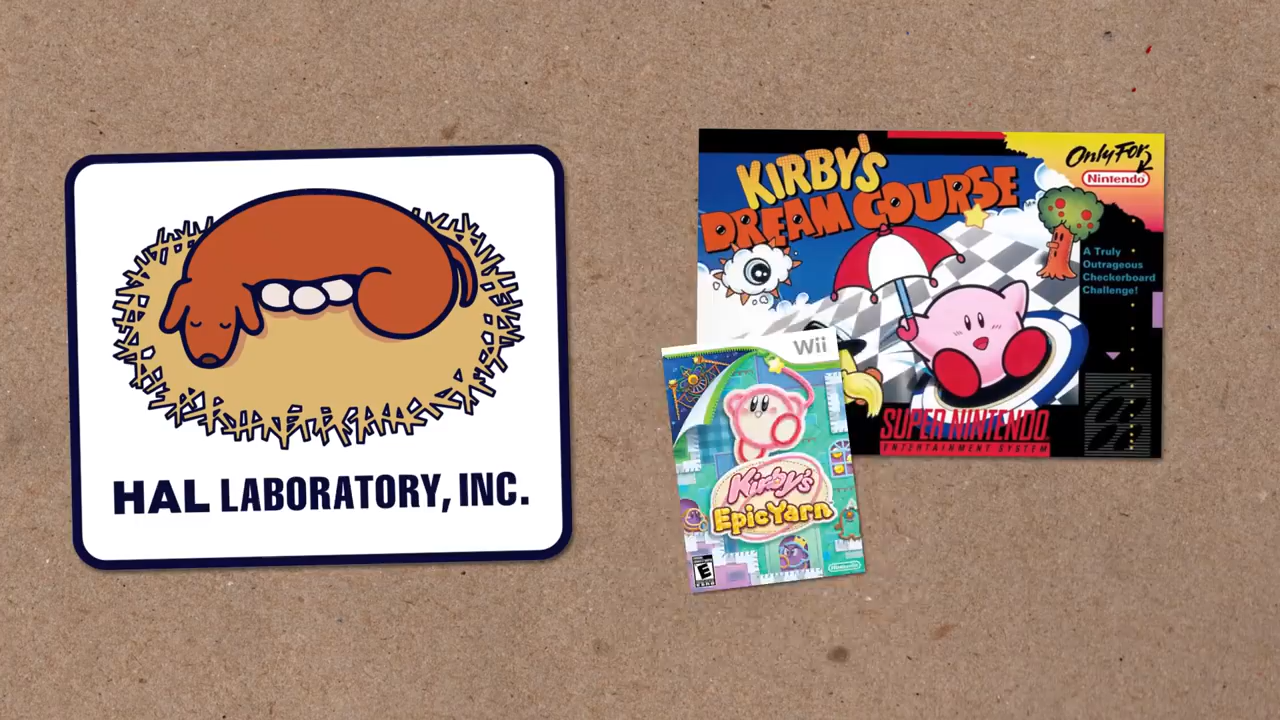 HAL LABORATORY, INC.
KIRBY'S
DREAM COURSE
Only For
Nintendo
A Truly
Outrageous
Checkerboard
Challenge!
SUPER NINTENDO
ENTERTAINMENT SYSTEM
Wii
Kirby's
Epic Yarn
E
Nintendo